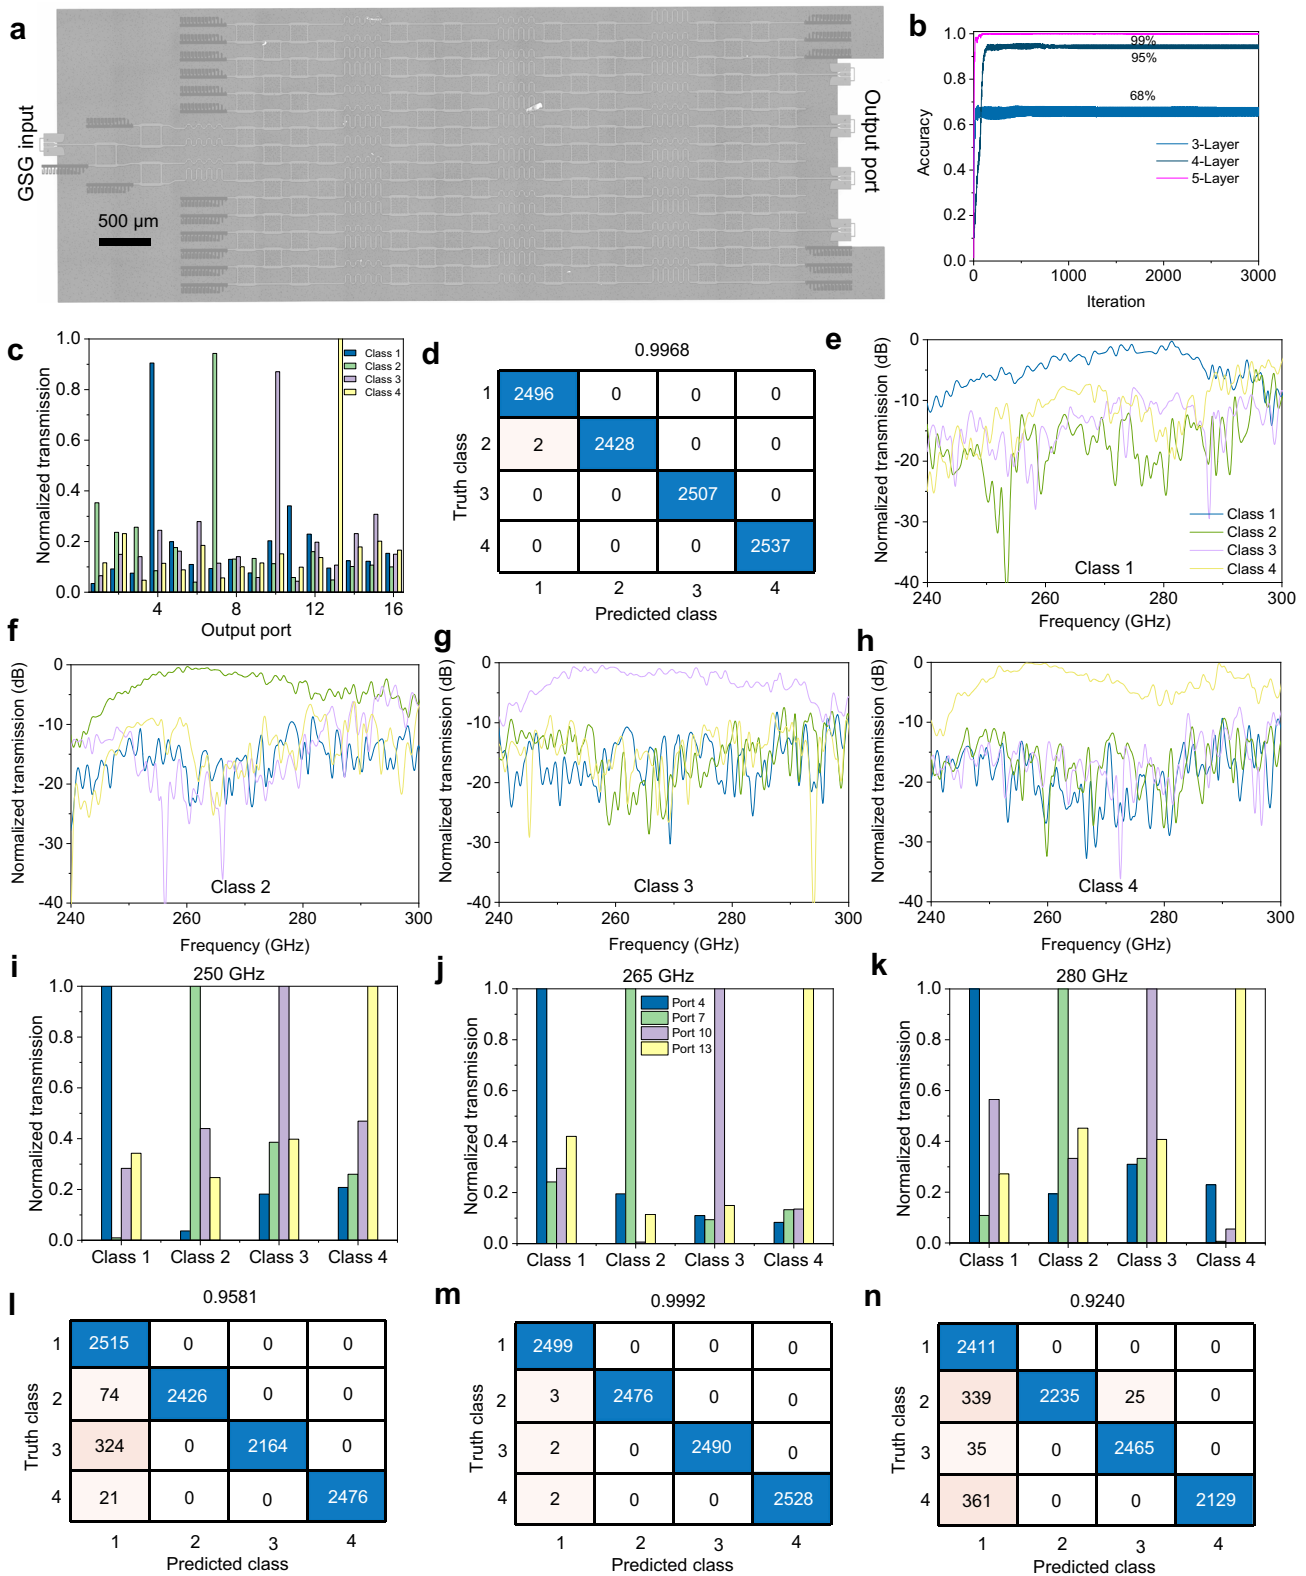 a
GSG input
Output port
500 µm
b
Accuracy
1.0
0.8
0.6
0.4
0.2
0.0
99%
95%
68%
3-Layer
4-Layer
5-Layer
0 1000 2000 3000
Iteration
c
Normalized transmission
1.0
0.8
0.6
0.4
0.2
0.0
Class 1
Class 2
Class 3
Class 4
4 8 12 16
Output port
d
0.9968
Truth class
1 2496 0 0 0
2 2 2428 0 0
3 0 0 2507 0
4 0 0 0 2537
1 2 3 4
Predicted class
e
Normalized transmission (dB)
0
-10
-20
-30
-40
Class 1
Class 2
Class 3
Class 4
Class 1
240 260 280 300
Frequency (GHz)
f
Normalized transmission (dB)
0
-10
-20
-30
-40
Class 2
240 260 280 300
Frequency (GHz)
g
Normalized transmission (dB)
0
-10
-20
-30
-40
Class 3
240 260 280 300
Frequency (GHz)
h
Normalized transmission (dB)
0
-10
-20
-30
-40
Class 4
240 260 280 300
Frequency (GHz)
i
250 GHz
Normalized transmission
1.0
0.8
0.6
0.4
0.2
0.0
Class 1 Class 2 Class 3 Class 4
j
265 GHz
Normalized transmission
1.0
0.8
0.6
0.4
0.2
0.0
Port 4
Port 7
Port 10
Port 13
Class 1 Class 2 Class 3 Class 4
k
280 GHz
Normalized transmission
1.0
0.8
0.6
0.4
0.2
0.0
Class 1 Class 2 Class 3 Class 4
l
0.9581
Truth class
1 2515 0 0 0
2 74 2426 0 0
3 324 0 2164 0
4 21 0 0 2476
1 2 3 4
Predicted class
m
0.9992
Truth class
1 2499 0 0 0
2 3 2476 0 0
3 2 0 2490 0
4 2 0 0 2528
1 2 3 4
Predicted class
n
0.9240
Truth class
1 2411 0 0 0
2 339 2235 25 0
3 35 0 2465 0
4 361 0 0 2129
1 2 3 4
Predicted class